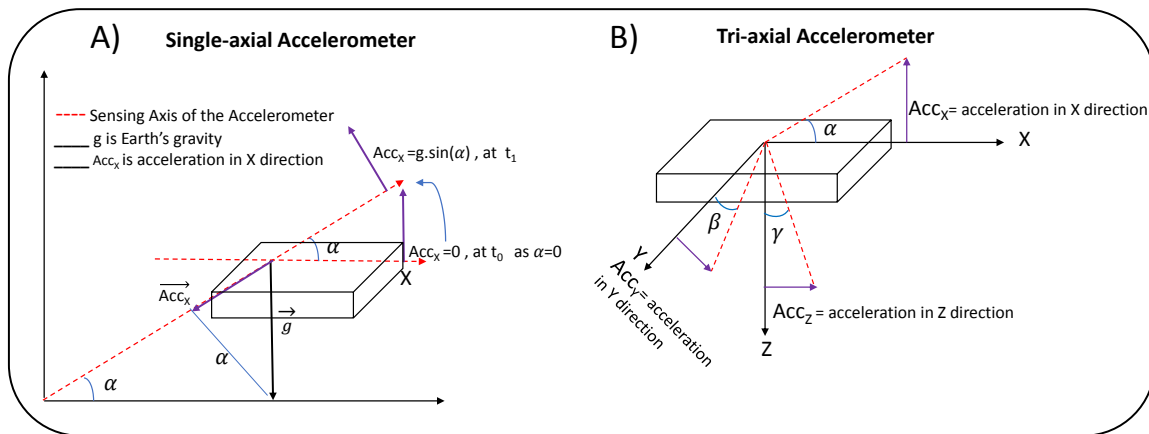 A)
Single-axial Accelerometer
Sensing Axis of the Accelerometer
g is Earth's gravity
Acc_X is acceleration in X direction
Acc_X=g.sin(α) , at t_1
α
Acc_X=0 , at t_0 as α=0
X
Acc_X
g
α
α
B)
Tri-axial Accelerometer
Acc_X= acceleration in X direction
α
X
β
γ
Y
Acc_Y= acceleration
in Y direction
Acc_Z= acceleration in Z direction
Z